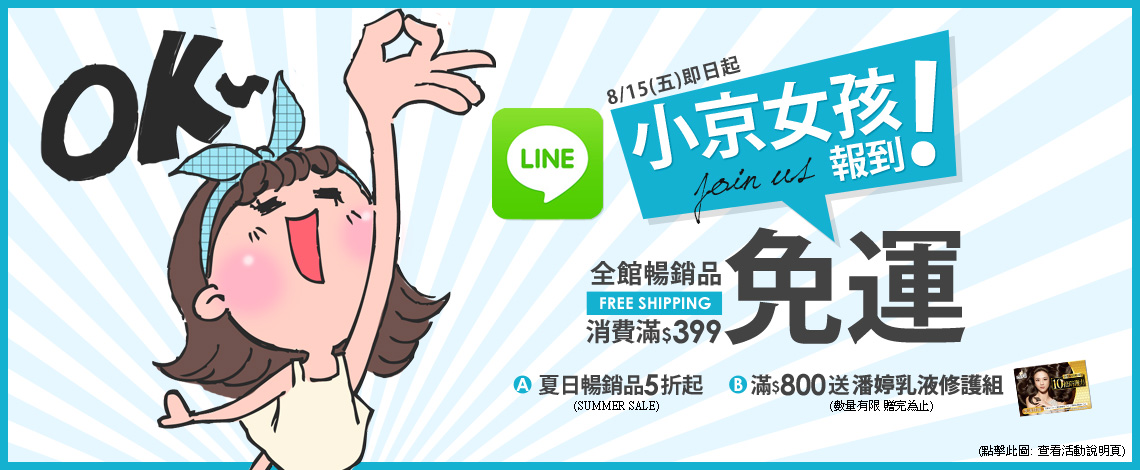 OK~
8/15(五)即日起
LINE
小京女孩!
join us 報到
全館暢銷品
FREE SHIPPING
消費滿$399
免運
A 夏日暢銷品5折起
(SUMMER SALE)
B 滿$800送潘婷乳液修護組
(數量有限 贈完為止)
(點擊此圖: 查看活動說明頁)